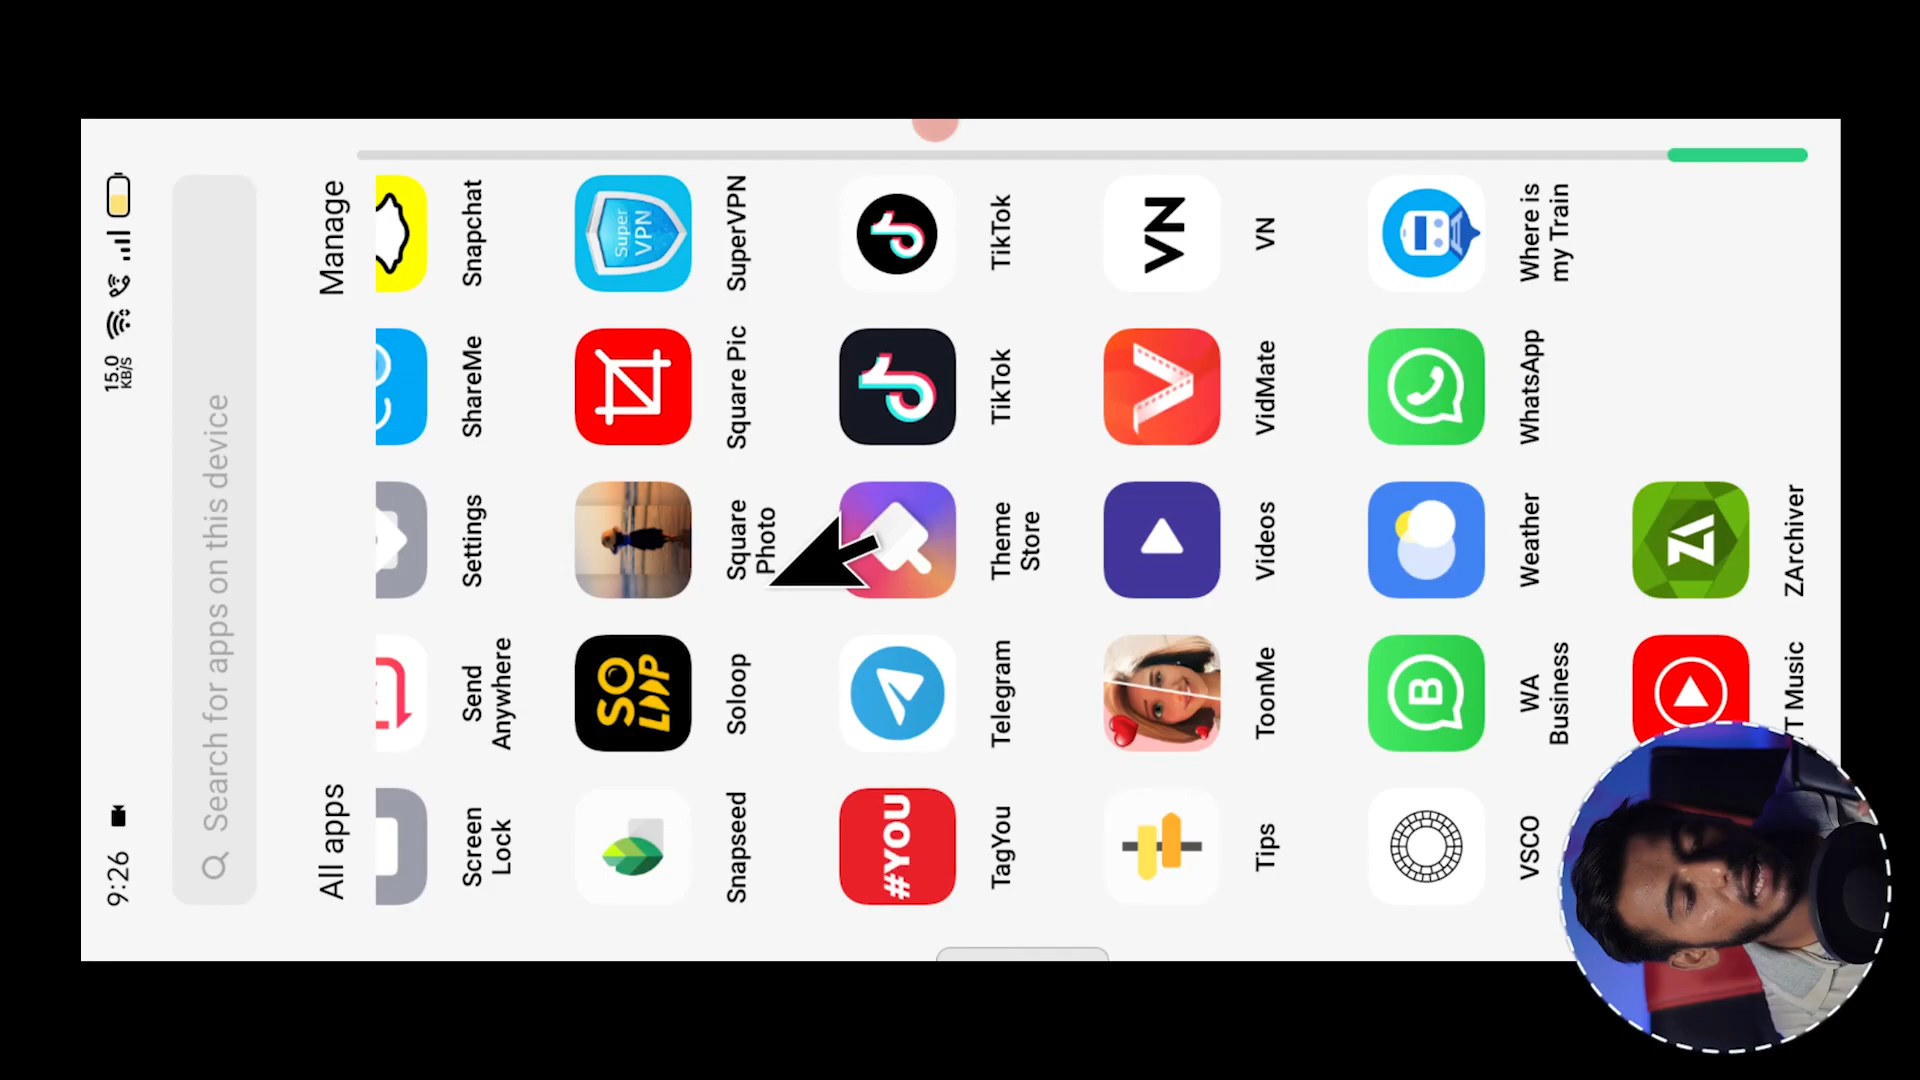 9:26
15.0
KB/s
Search for apps on this device
All apps
Manage
Screen
Lock
Send
Anywhere
Settings
ShareMe
Snapchat
SO
LOOP
Super
VPN
Snapseed
Soloop
Square
Photo
Square Pic
SuperVPN
#YOU
TagYou
Telegram
Theme
Store
TikTok
TikTok
VN
Tips
ToonMe
Videos
VidMate
VN
B
VSCO
WA
Business
Weather
WhatsApp
Where is
my Train
ZA
T Music
ZArchiver